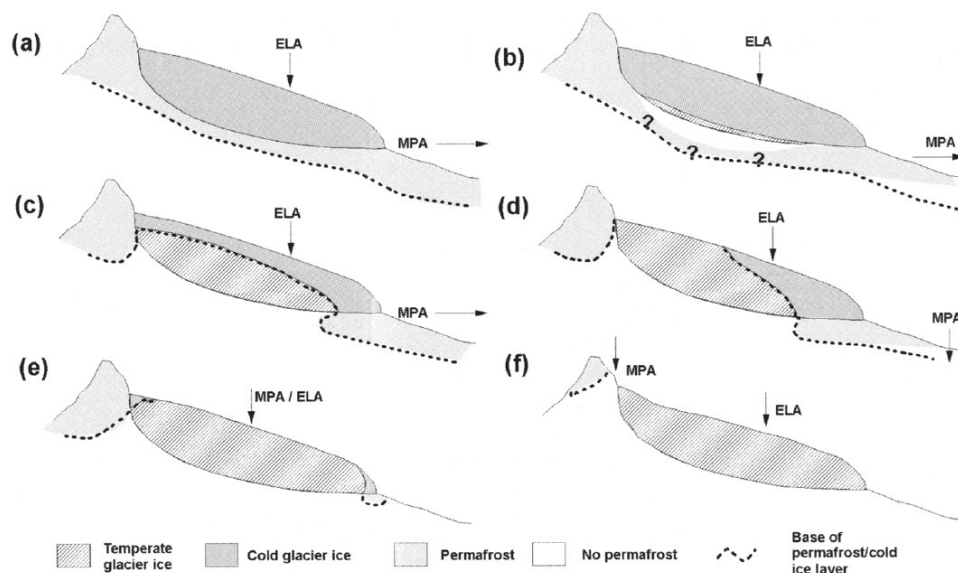 (a)
ELA
MPA
(b)
ELA
?
?
?
MPA
(c)
ELA
MPA
(d)
ELA
MPA
(e)
MPA / ELA
(f)
MPA
ELA
Temperate
glacier ice
Cold glacier ice
Permafrost
No permafrost
Base of
permafrost/cold
ice layer